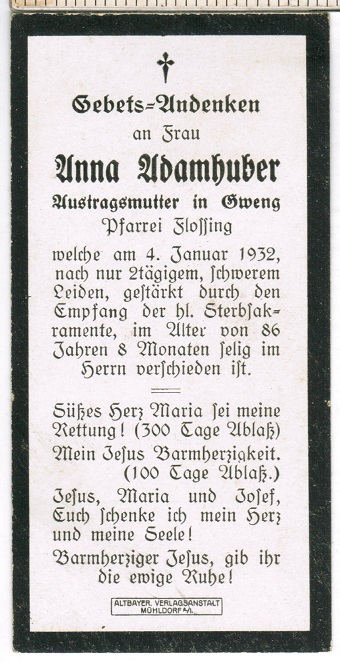 Gebets=Andenken
an Frau
Anna Adamhuber
Austragsmutter in Gweng
Pfarrei Flossing
welche am 4. Januar 1932,
nach nur 2tägigem, schwerem
Leiden, gestärkt durch den
Empfang der hl. Sterbsak-
ramente, im Alter von 86
Jahren 8 Monaten selig im
Herrn verschieden ist.
Süßes Herz Maria sei meine
Rettung! (300 Tage Ablaß)
Mein Jesus Barmherzigkeit.
(100 Tage Ablaß.)
Jesus, Maria und Josef,
Euch schenke ich mein Herz
und meine Seele!
Barmherziger Jesus, gib ihr
die ewige Ruhe!
ALTBAYER. VERLAGSANSTALT
MÜHLDORF a/I.